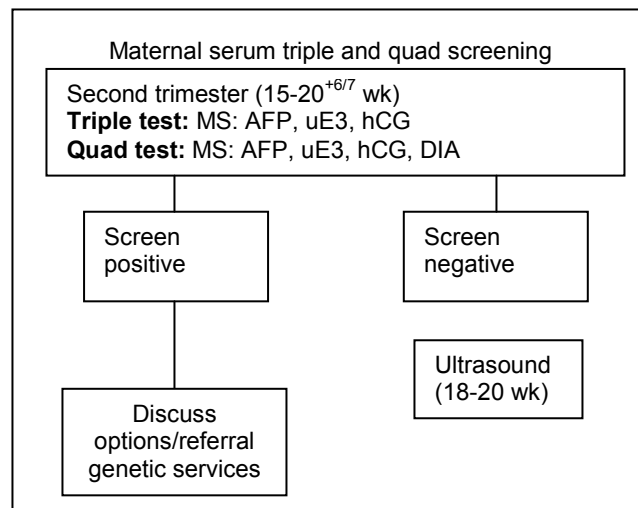 Maternal serum triple and quad screening
Second trimester (15-20+6/7 wk)
Triple test: MS: AFP, uE3, hCG
Quad test: MS: AFP, uE3, hCG, DIA
Screen
positive
Screen
negative
Ultrasound
(18-20 wk)
Discuss
options/referral
genetic services